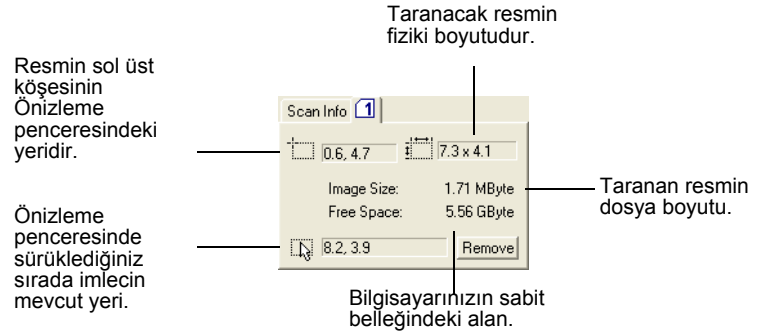 Taranacak resmin
fiziki boyutudur.
Resmin sol üst
köşesinin
Önizleme
penceresindeki
yeridir.
Scan Info 1
0.6, 4.7
7.3 x 4.1
Image Size: 1.71 MByte
Free Space: 5.56 GByte
8.2, 3.9
Remove
Taranan resmin
dosya boyutu.
Önizleme
penceresinde
sürüklediğiniz
sırada imlecin
mevcut yeri.
Bilgisayarınızın sabit
belleğindeki alan.